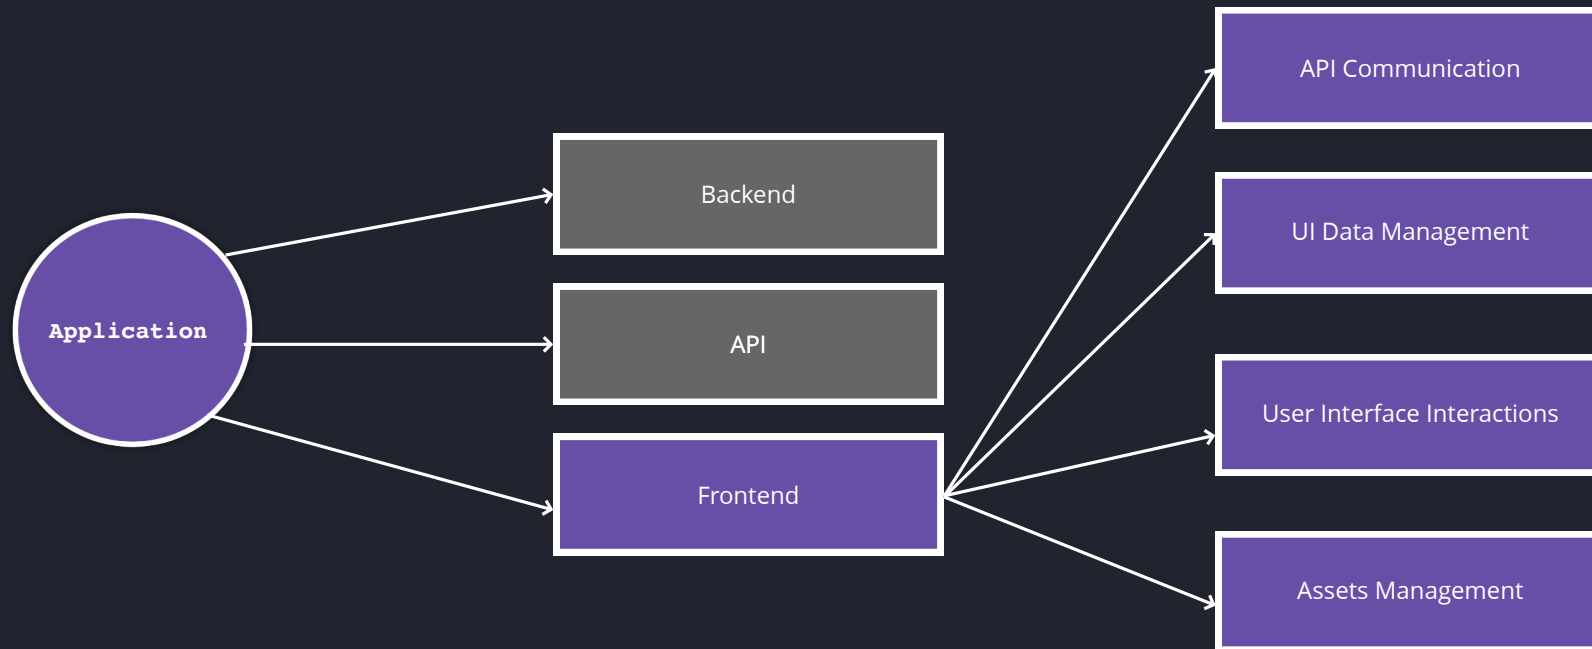 Application
Backend
API
Frontend
API Communication
UI Data Management
User Interface Interactions
Assets Management